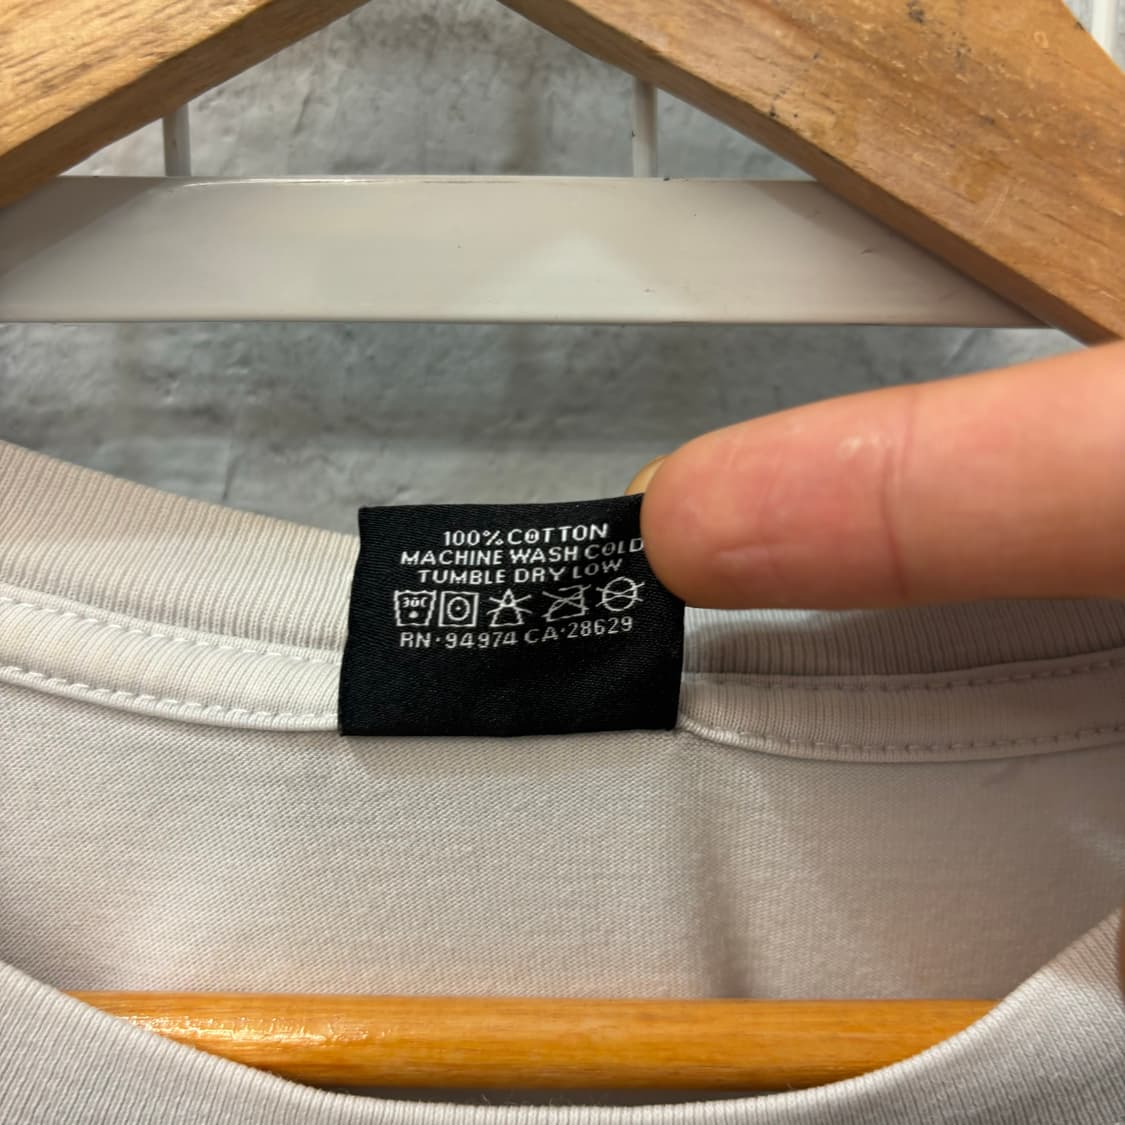 100% COTTON
MACHINE WASH COLD
TUMBLE DRY LOW
30C
RN·94974 CA·28629